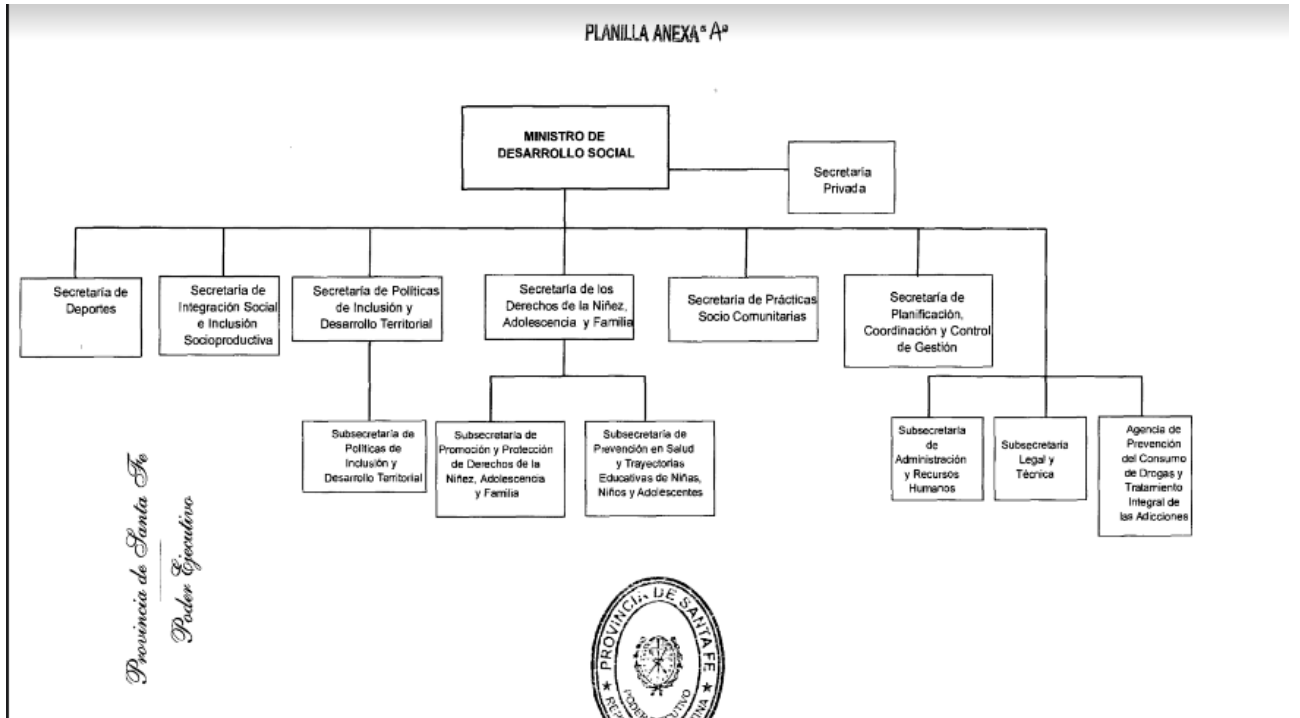 PLANILLA ANEXA "A"
MINISTRO DE
DESARROLLO SOCIAL
Secretaría
Privada
Secretaría de
Deportes
Secretaría de
Integración Social
e Inclusión
Socioproductiva
Secretaría de Políticas
de Inclusión y
Desarrollo Territorial
Secretaría de los
Derechos de la Niñez,
Adolescencia y Familia
Secretaría de Prácticas
Socio Comunitarias
Secretaría de
Planificación,
Coordinación y Control
de Gestión
Subsecretaría de
Políticas de
Inclusión y
Desarrollo Territorial
Subsecretaría de
Promoción y Protección
de Derechos de la
Niñez, Adolescencia
y Familia
Subsecretaría de
Prevención en Salud
y Trayectorias
Educativas de Niñas,
Niños y Adolescentes
Subsecretaría
de
Administración
y Recursos
Humanos
Subsecretaría
Legal y
Técnica
Agencia de
Prevención
del Consumo
de Drogas y
Tratamiento
Integral de
las Adicciones
Provincia de Santa Fe
Poder Ejecutivo
PROVINCIA DE SANTA FE
PODER EJECUTIVO